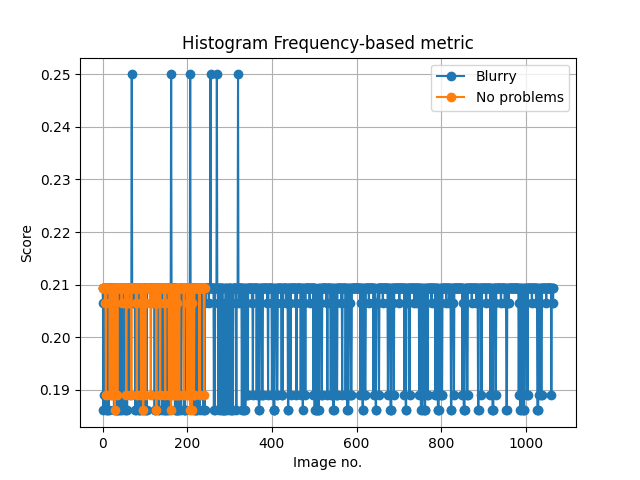 Histogram Frequency-based metric
Blurry
No problems
0.25
0.24
0.23
0.22
0.21
0.20
0.19
Score
0 200 400 600 800 1000
Image no.